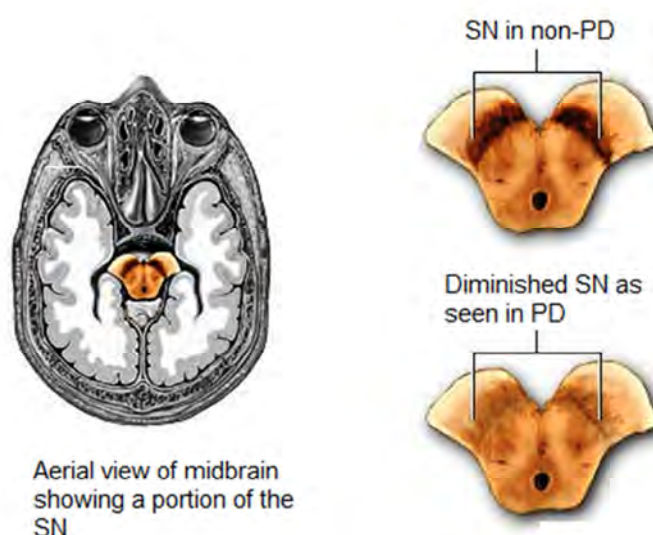 SN in non-PD
Diminished SN as
seen in PD
Aerial view of midbrain
showing a portion of the
SN